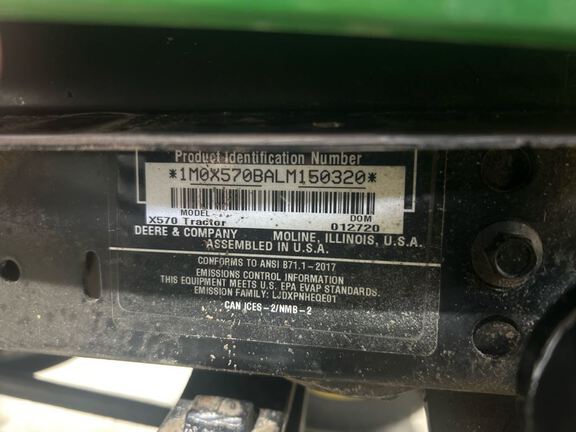 Product Identification Number
*1M0X570BALM150320*
MODEL
DOM
X570 Tractor
012720
DEERE & COMPANY MOLINE, ILLINOIS, U.S.A.
ASSEMBLED IN U.S.A.
CONFORMS TO ANSI B71.1-2017
EMISSIONS CONTROL INFORMATION
THIS EQUIPMENT MEETS U.S. EPA EVAP STANDARDS.
EMISSION FAMILY: LJDXPNHEQE01
CAN ICES-2/NMB-2